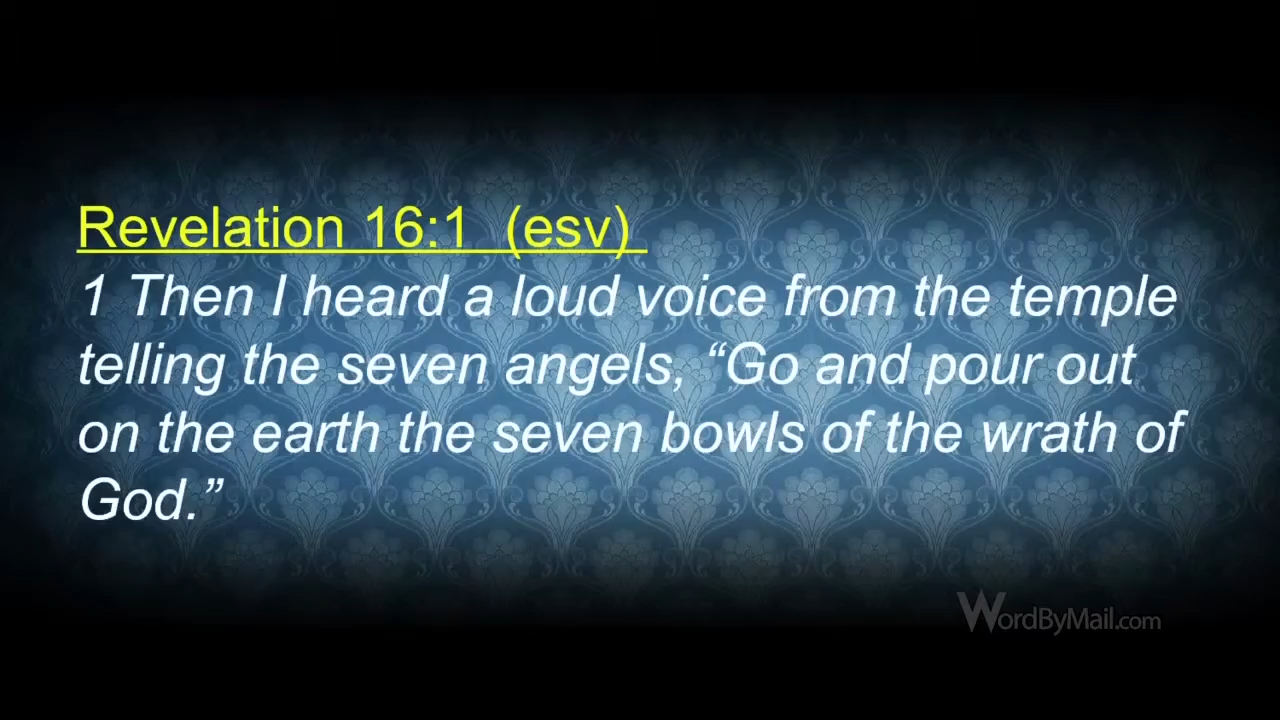 Revelation 16:1  (esv)
1 Then I heard a loud voice from the temple
telling the seven angels, “Go and pour out
on the earth the seven bowls of the wrath of
God.”
WordByMail.com